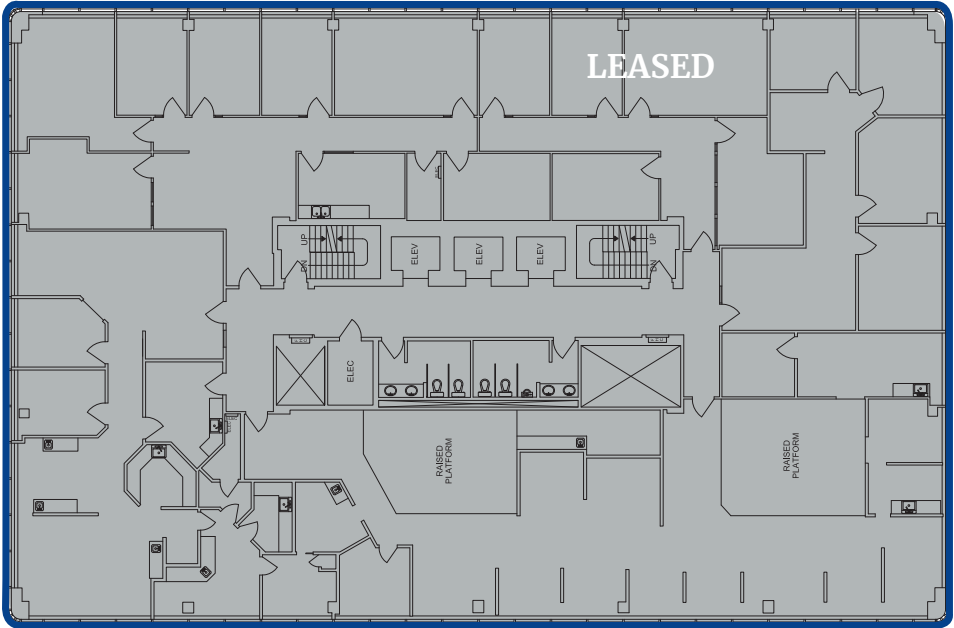 LEASED
UP
DN
ELEV
ELEV
ELEV
UP
DN
ELEC
RAISED
PLATFORM
RAISED
PLATFORM